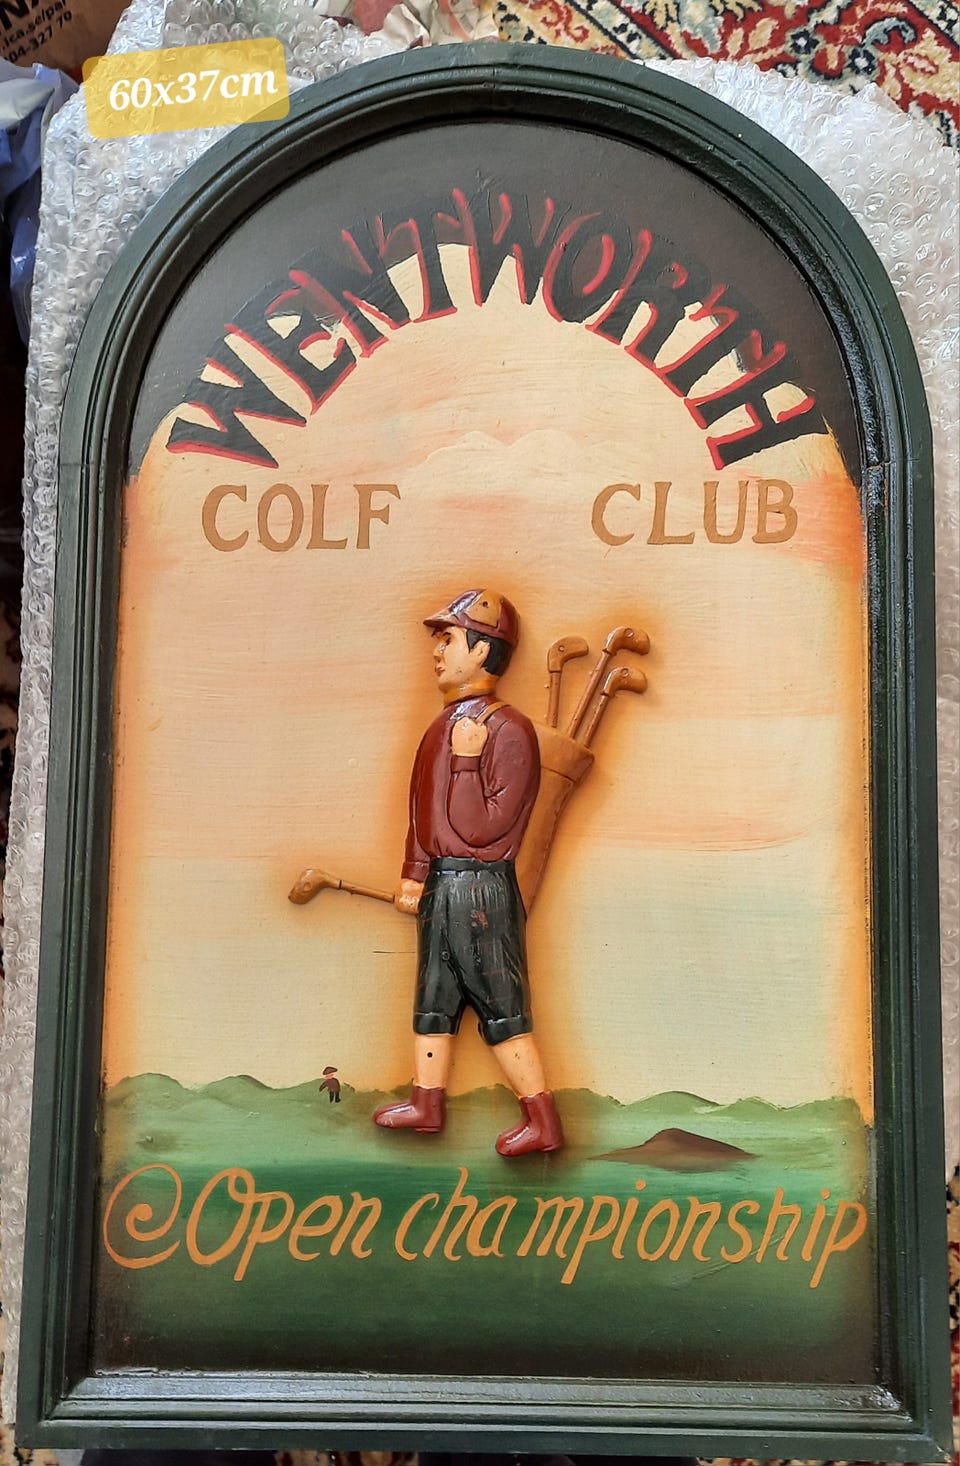 60x37cm
WENTWORTH
COLF CLUB
Open championship